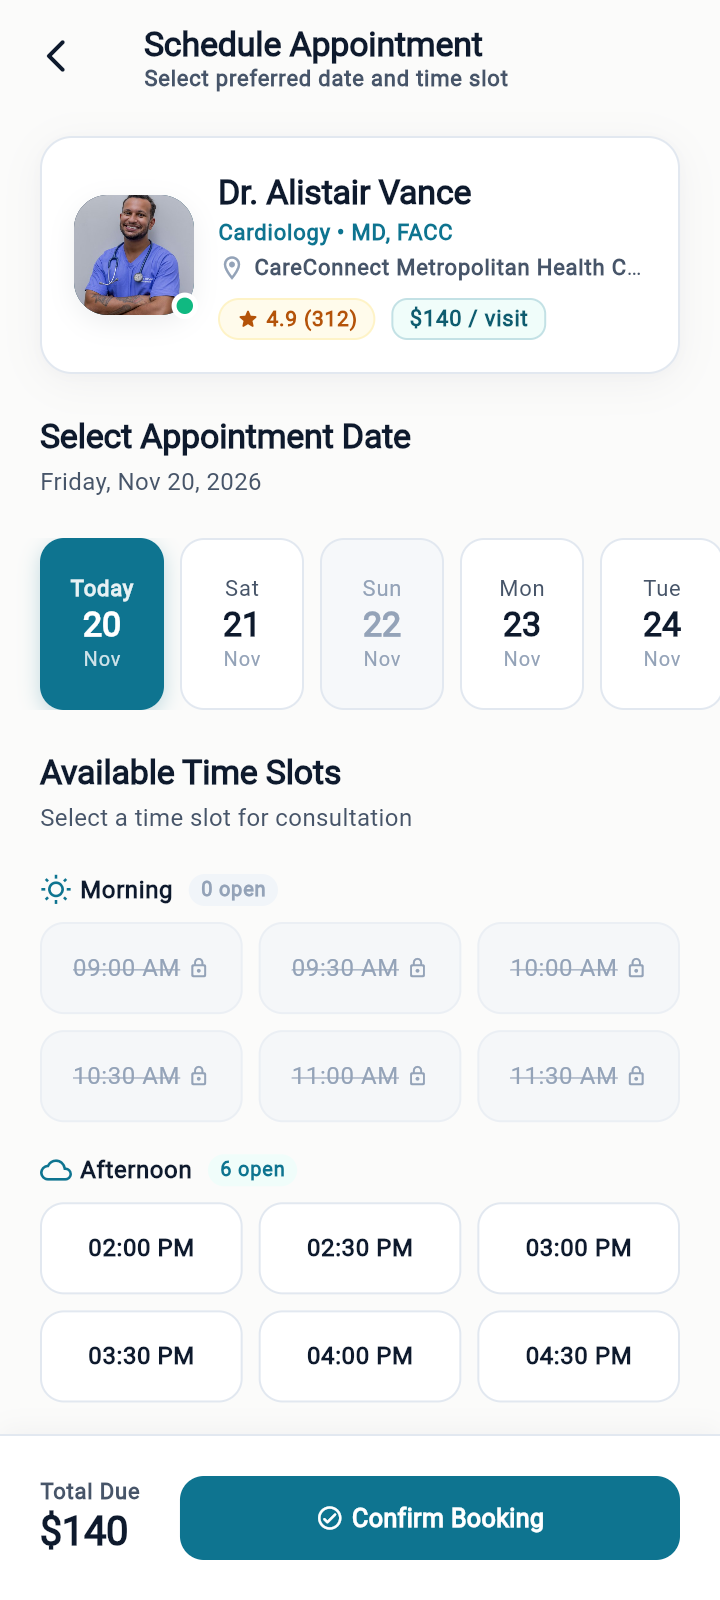 Schedule Appointment
Select preferred date and time slot
Dr. Alistair Vance
Cardiology • MD, FACC
CareConnect Metropolitan Health C...
★ 4.9 (312)
$140 / visit
Select Appointment Date
Friday, Nov 20, 2026
Today
20
Nov
Sat
21
Nov
Sun
22
Nov
Mon
23
Nov
Tue
24
Nov
Available Time Slots
Select a time slot for consultation
Morning 0 open
09:00 AM
09:30 AM
10:00 AM
10:30 AM
11:00 AM
11:30 AM
Afternoon 6 open
02:00 PM
02:30 PM
03:00 PM
03:30 PM
04:00 PM
04:30 PM
Total Due
$140
Confirm Booking